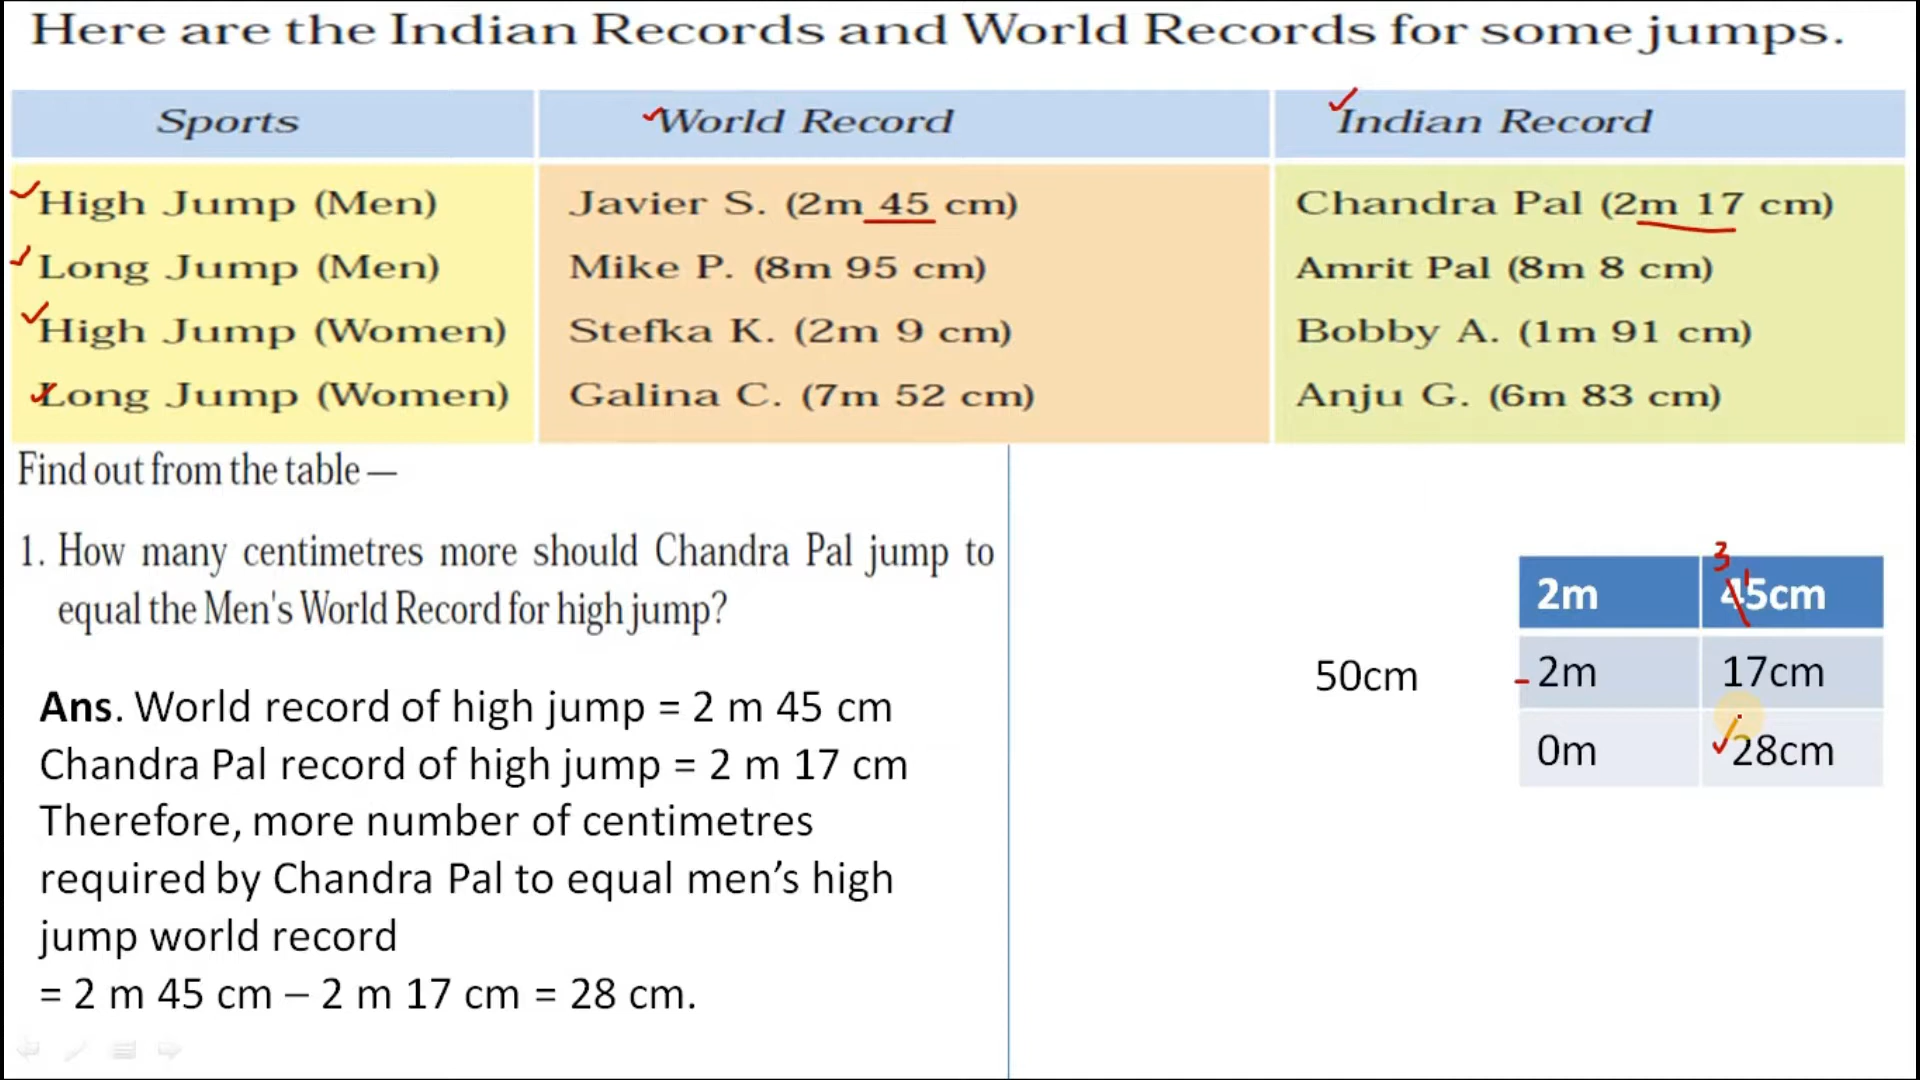 Here are the Indian Records and World Records for some jumps.
Sports World Record Indian Record
High Jump (Men) Javier S. (2m 45 cm) Chandra Pal (2m 17 cm)
Long Jump (Men) Mike P. (8m 95 cm) Amrit Pal (8m 8 cm)
High Jump (Women) Stefka K. (2m 9 cm) Bobby A. (1m 91 cm)
Long Jump (Women) Galina C. (7m 52 cm) Anju G. (6m 83 cm)
Find out from the table —
1. How many centimetres more should Chandra Pal jump to
equal the Men's World Record for high jump?
Ans. World record of high jump = 2 m 45 cm
Chandra Pal record of high jump = 2 m 17 cm
Therefore, more number of centimetres
required by Chandra Pal to equal men’s high
jump world record
= 2 m 45 cm – 2 m 17 cm = 28 cm.
50cm
3 1
2m 45cm
- 2m 17cm
0m 28cm